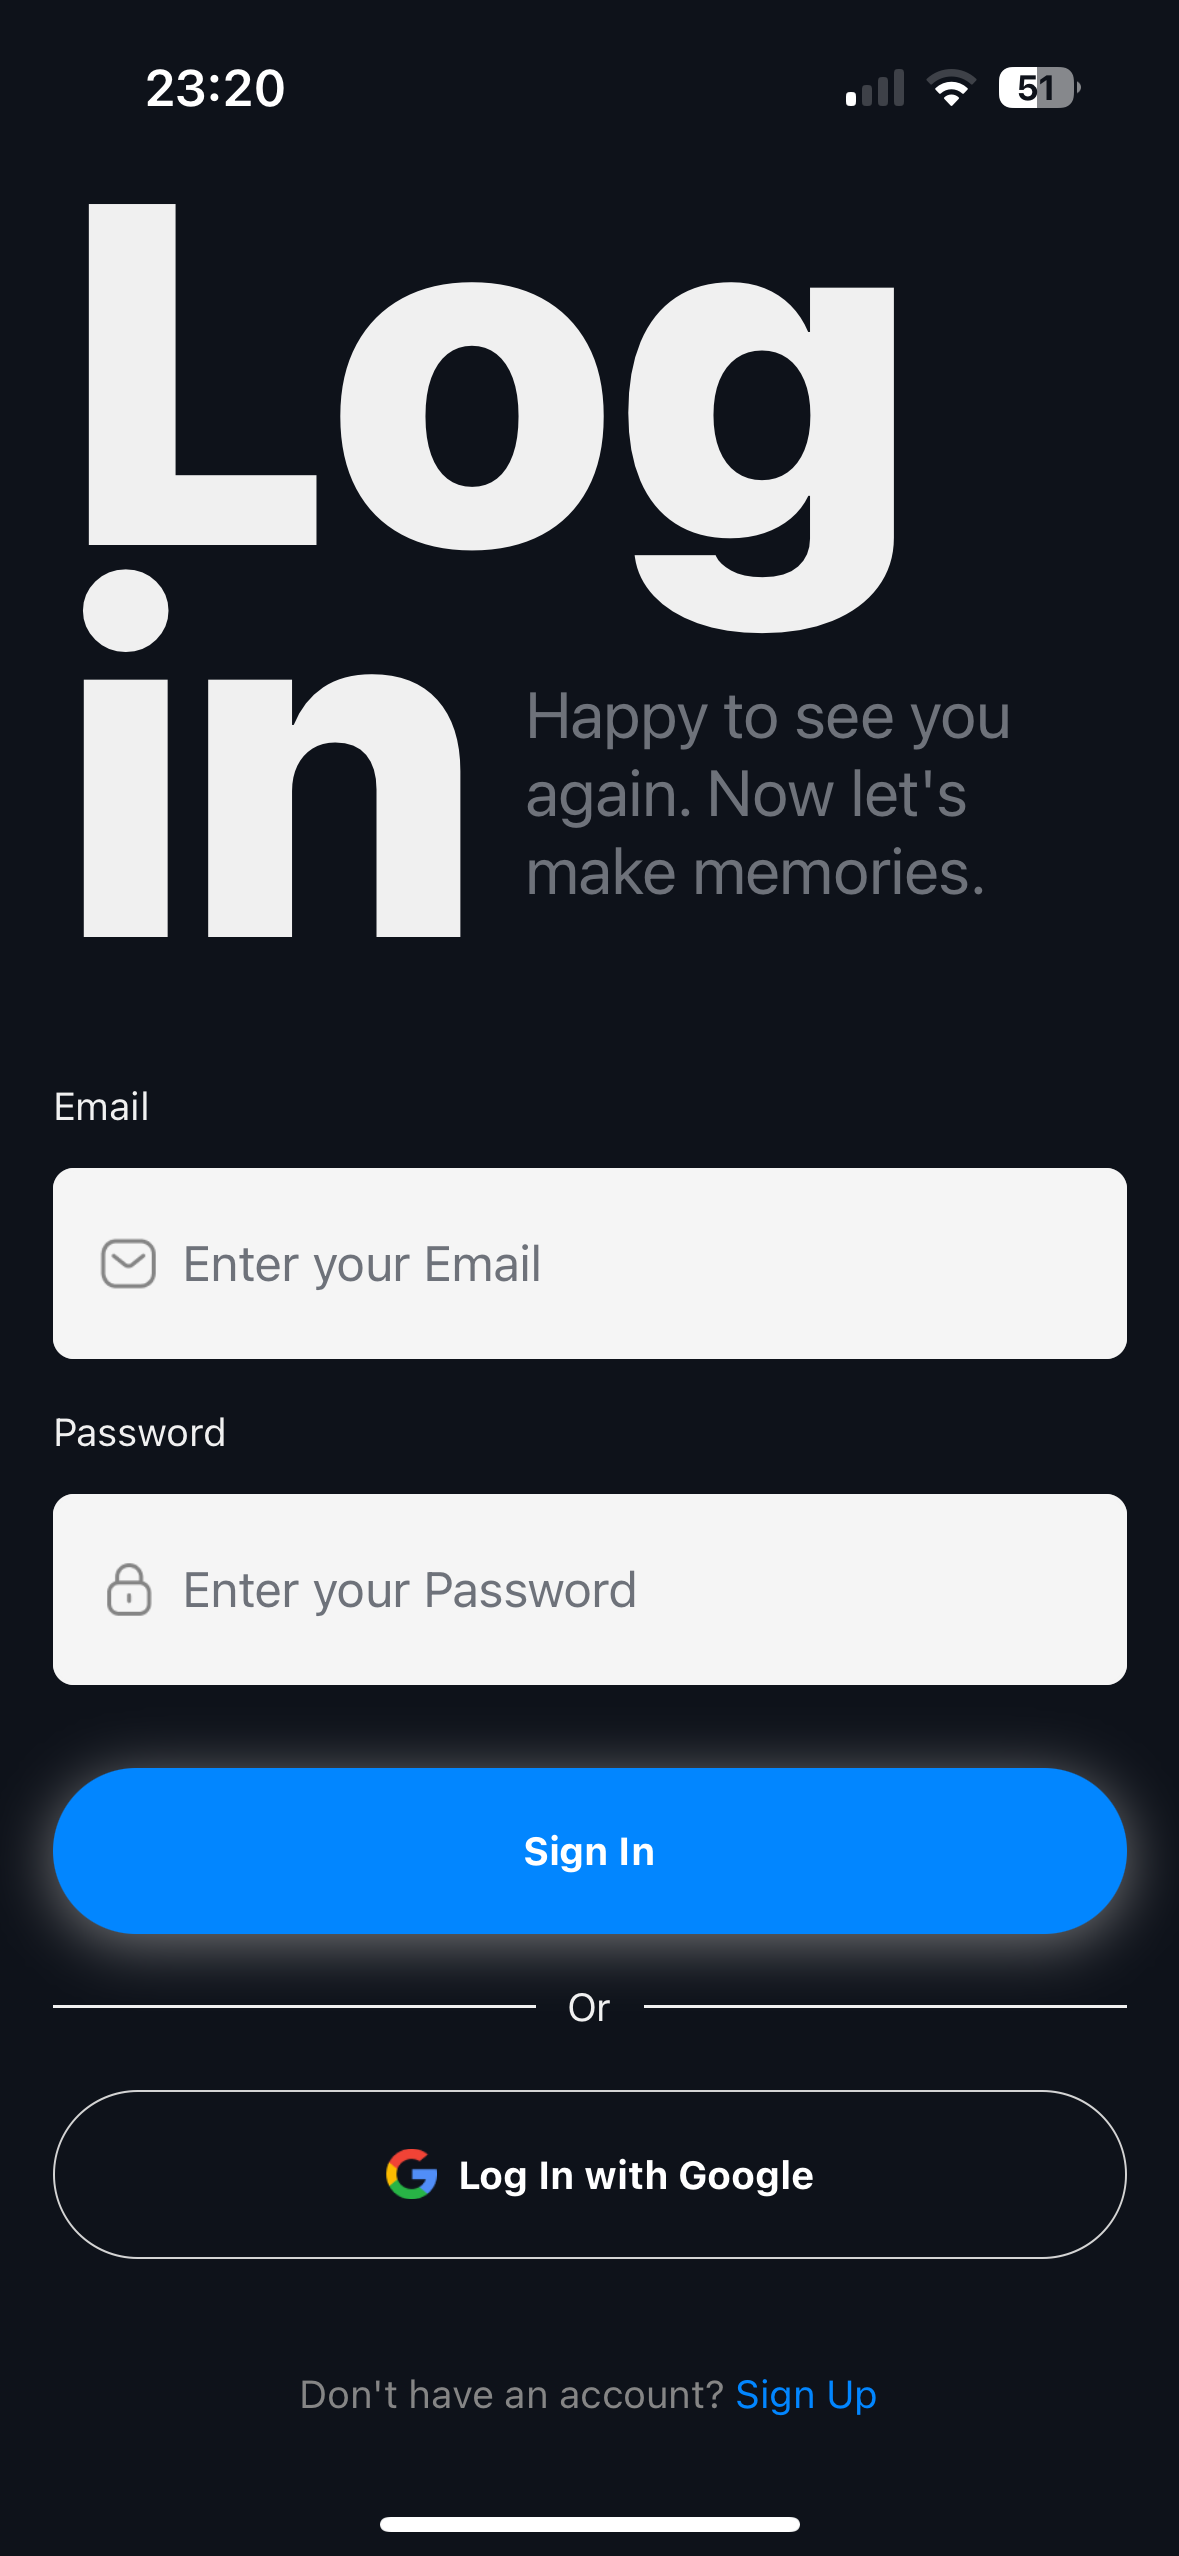 23:20
51
Log
in
Happy to see you
again. Now let's
make memories.
Email
Enter your Email
Password
Enter your Password
Sign In
Or
Log In with Google
Don't have an account? Sign Up